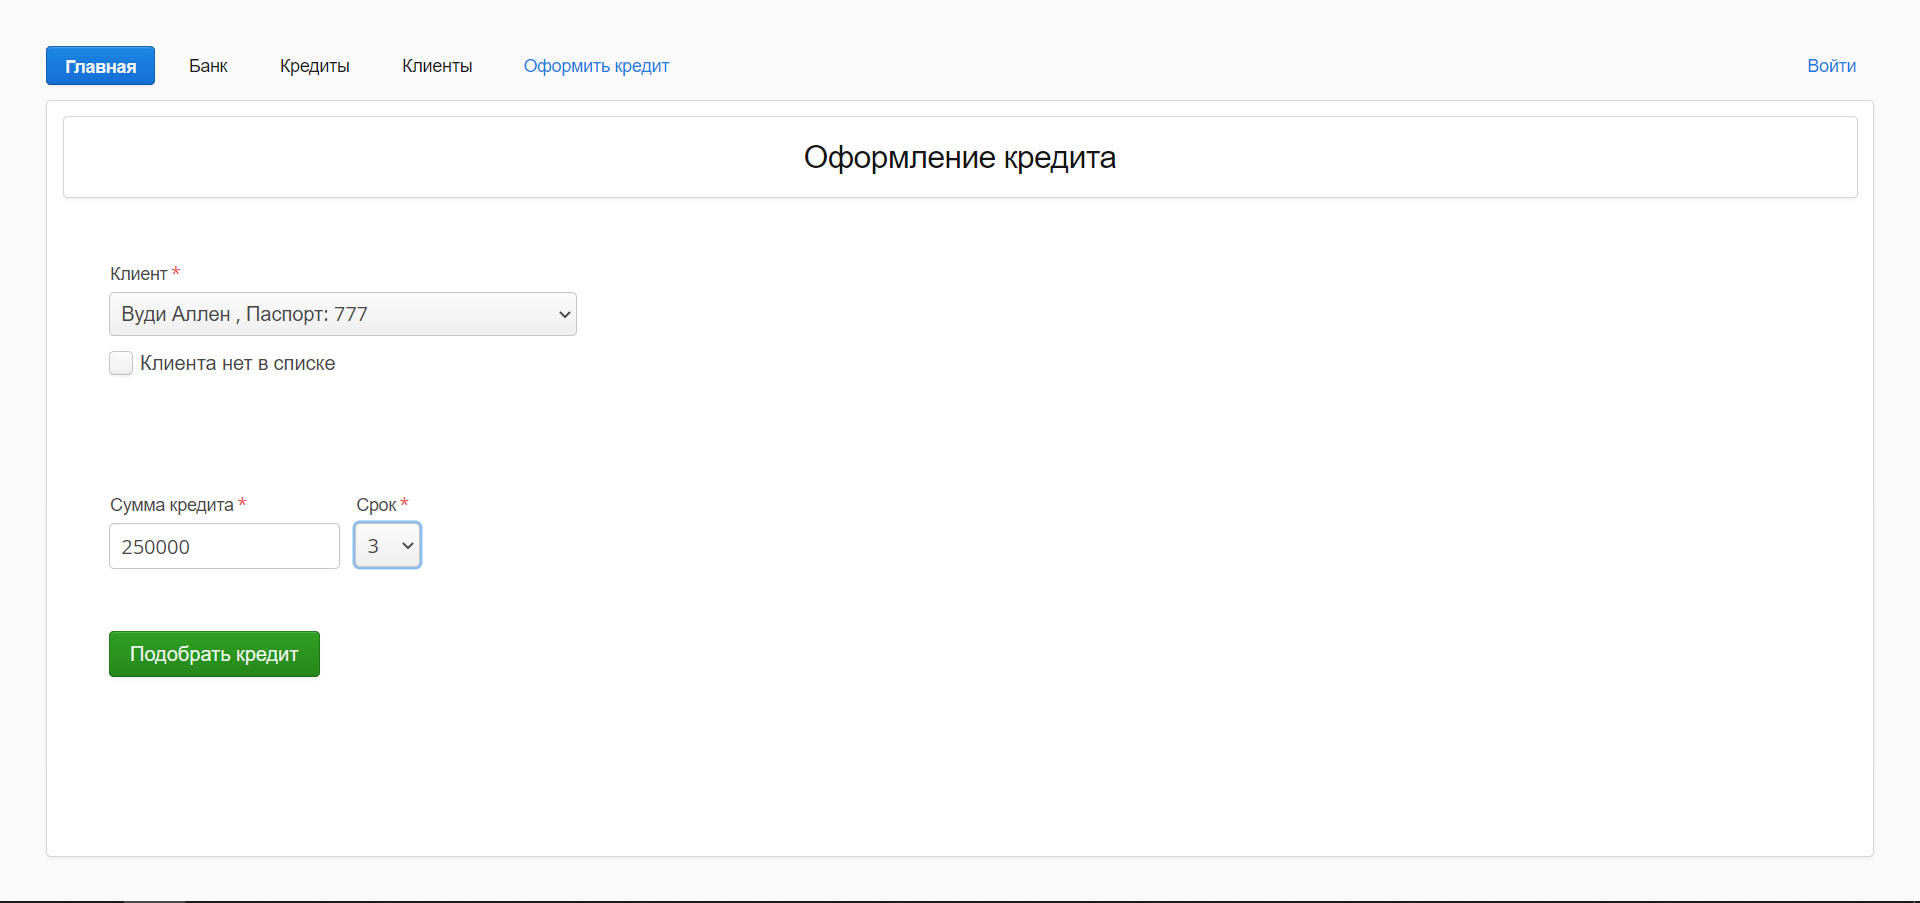 Главная Банк Кредиты Клиенты Оформить кредит Войти
Оформление кредита
Клиент *
Вуди Аллен , Паспорт: 777
Клиента нет в списке
Сумма кредита * Срок *
250000 3
Подобрать кредит